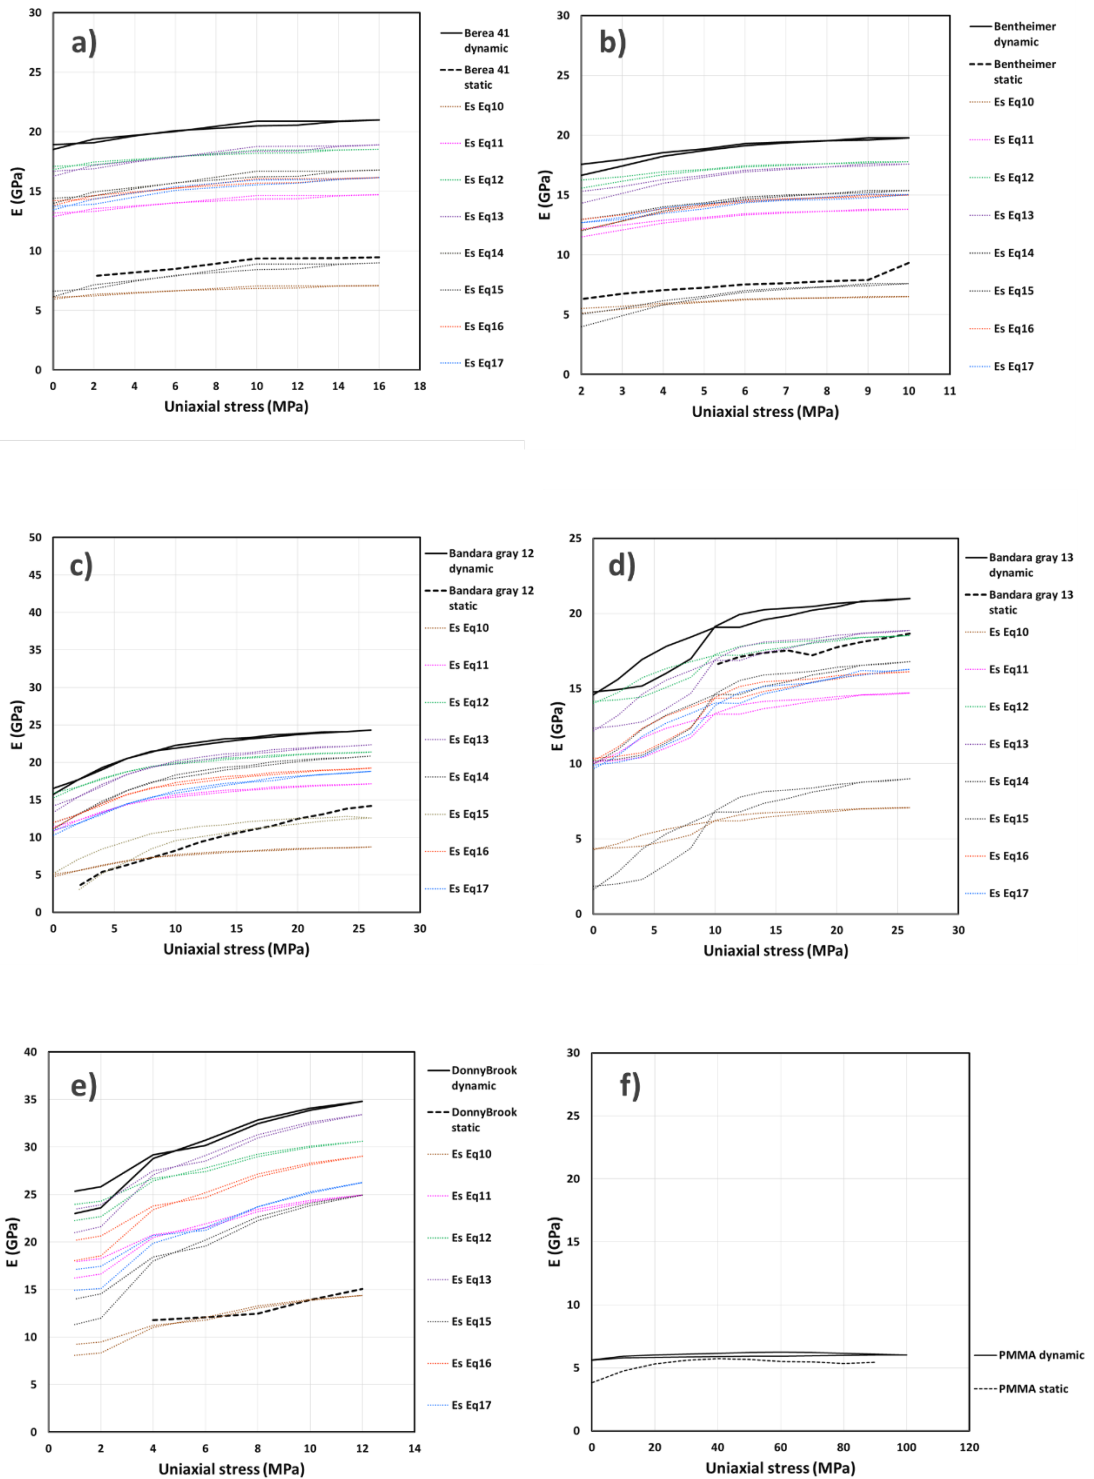 a)
E (GPa)
30
25
20
15
10
5
0
0 2 4 6 8 10 12 14 16 18
Uniaxial stress (MPa)
Berea 41
dynamic
Berea 41
static
Es Eq10
Es Eq11
Es Eq12
Es Eq13
Es Eq14
Es Eq15
Es Eq16
Es Eq17
b)
E (GPa)
30
25
20
15
10
5
0
2 3 4 5 6 7 8 9 10 11
Uniaxial stress (MPa)
Bentheimer
dynamic
Bentheimer
static
Es Eq10
Es Eq11
Es Eq12
Es Eq13
Es Eq14
Es Eq15
Es Eq16
Es Eq17
c)
E (GPa)
50
45
40
35
30
25
20
15
10
5
0
0 5 10 15 20 25 30
Uniaxial stress (MPa)
Bandara gray 12
dynamic
Bandara gray 12
static
Es Eq10
Es Eq11
Es Eq12
Es Eq13
Es Eq14
Es Eq15
Es Eq16
Es Eq17
d)
E (GPa)
25
20
15
10
5
0
0 5 10 15 20 25 30
Uniaxial stress (MPa)
Bandara gray 13
dynamic
Bandara gray 13
static
Es Eq10
Es Eq11
Es Eq12
Es Eq13
Es Eq14
Es Eq15
Es Eq16
Es Eq17
e)
E (GPa)
40
35
30
25
20
15
10
5
0
0 2 4 6 8 10 12 14
Uniaxial stress (MPa)
DonnyBrook
dynamic
DonnyBrook
static
Es Eq10
Es Eq11
Es Eq12
Es Eq13
Es Eq15
Es Eq16
Es Eq17
f)
E (GPa)
30
25
20
15
10
5
0
0 20 40 60 80 100 120
Uniaxial stress (MPa)
PMMA dynamic
PMMA static